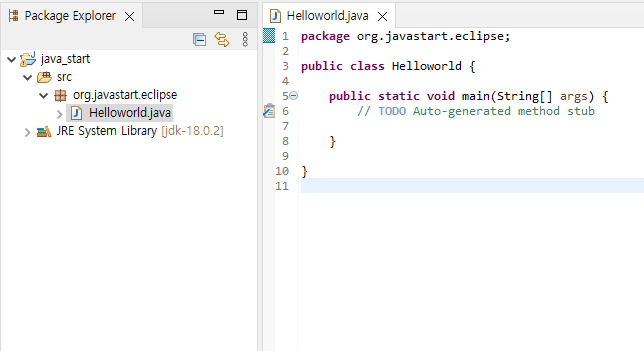 Package Explorer
java_start
src
org.javastart.eclipse
Helloworld.java
JRE System Library [jdk-18.0.2]
Helloworld.java
1 package org.javastart.eclipse;
2
3 public class Helloworld {
4
5 public static void main(String[] args) {
6 // TODO Auto-generated method stub
7
8 }
9
10 }
11